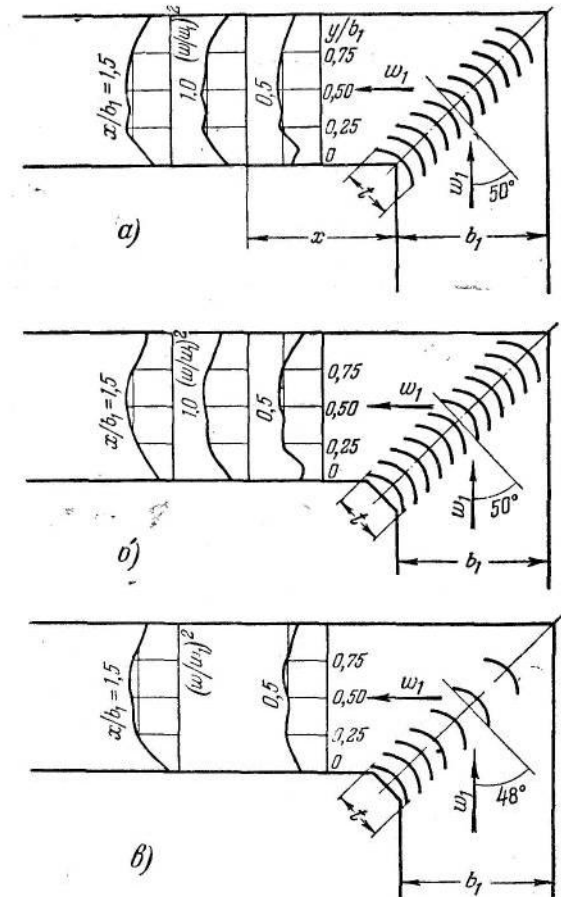 x/b₁ = 1,5
1,0
(w/w₁)²
0,5
y/b₁
0,75
0,50
0,25
0
w₁
w₁
50°
t
x
b₁
а)
x/b₁ = 1,5
1,0
(w/w₁)²
0,5
0,75
0,50
0,25
0
w₁
w₁
50°
t
b₁
б)
x/b₁ = 1,5
(w/w₁)²
0,5
0,75
0,50
0,25
0
w₁
w₁
48°
t
b₁
в)